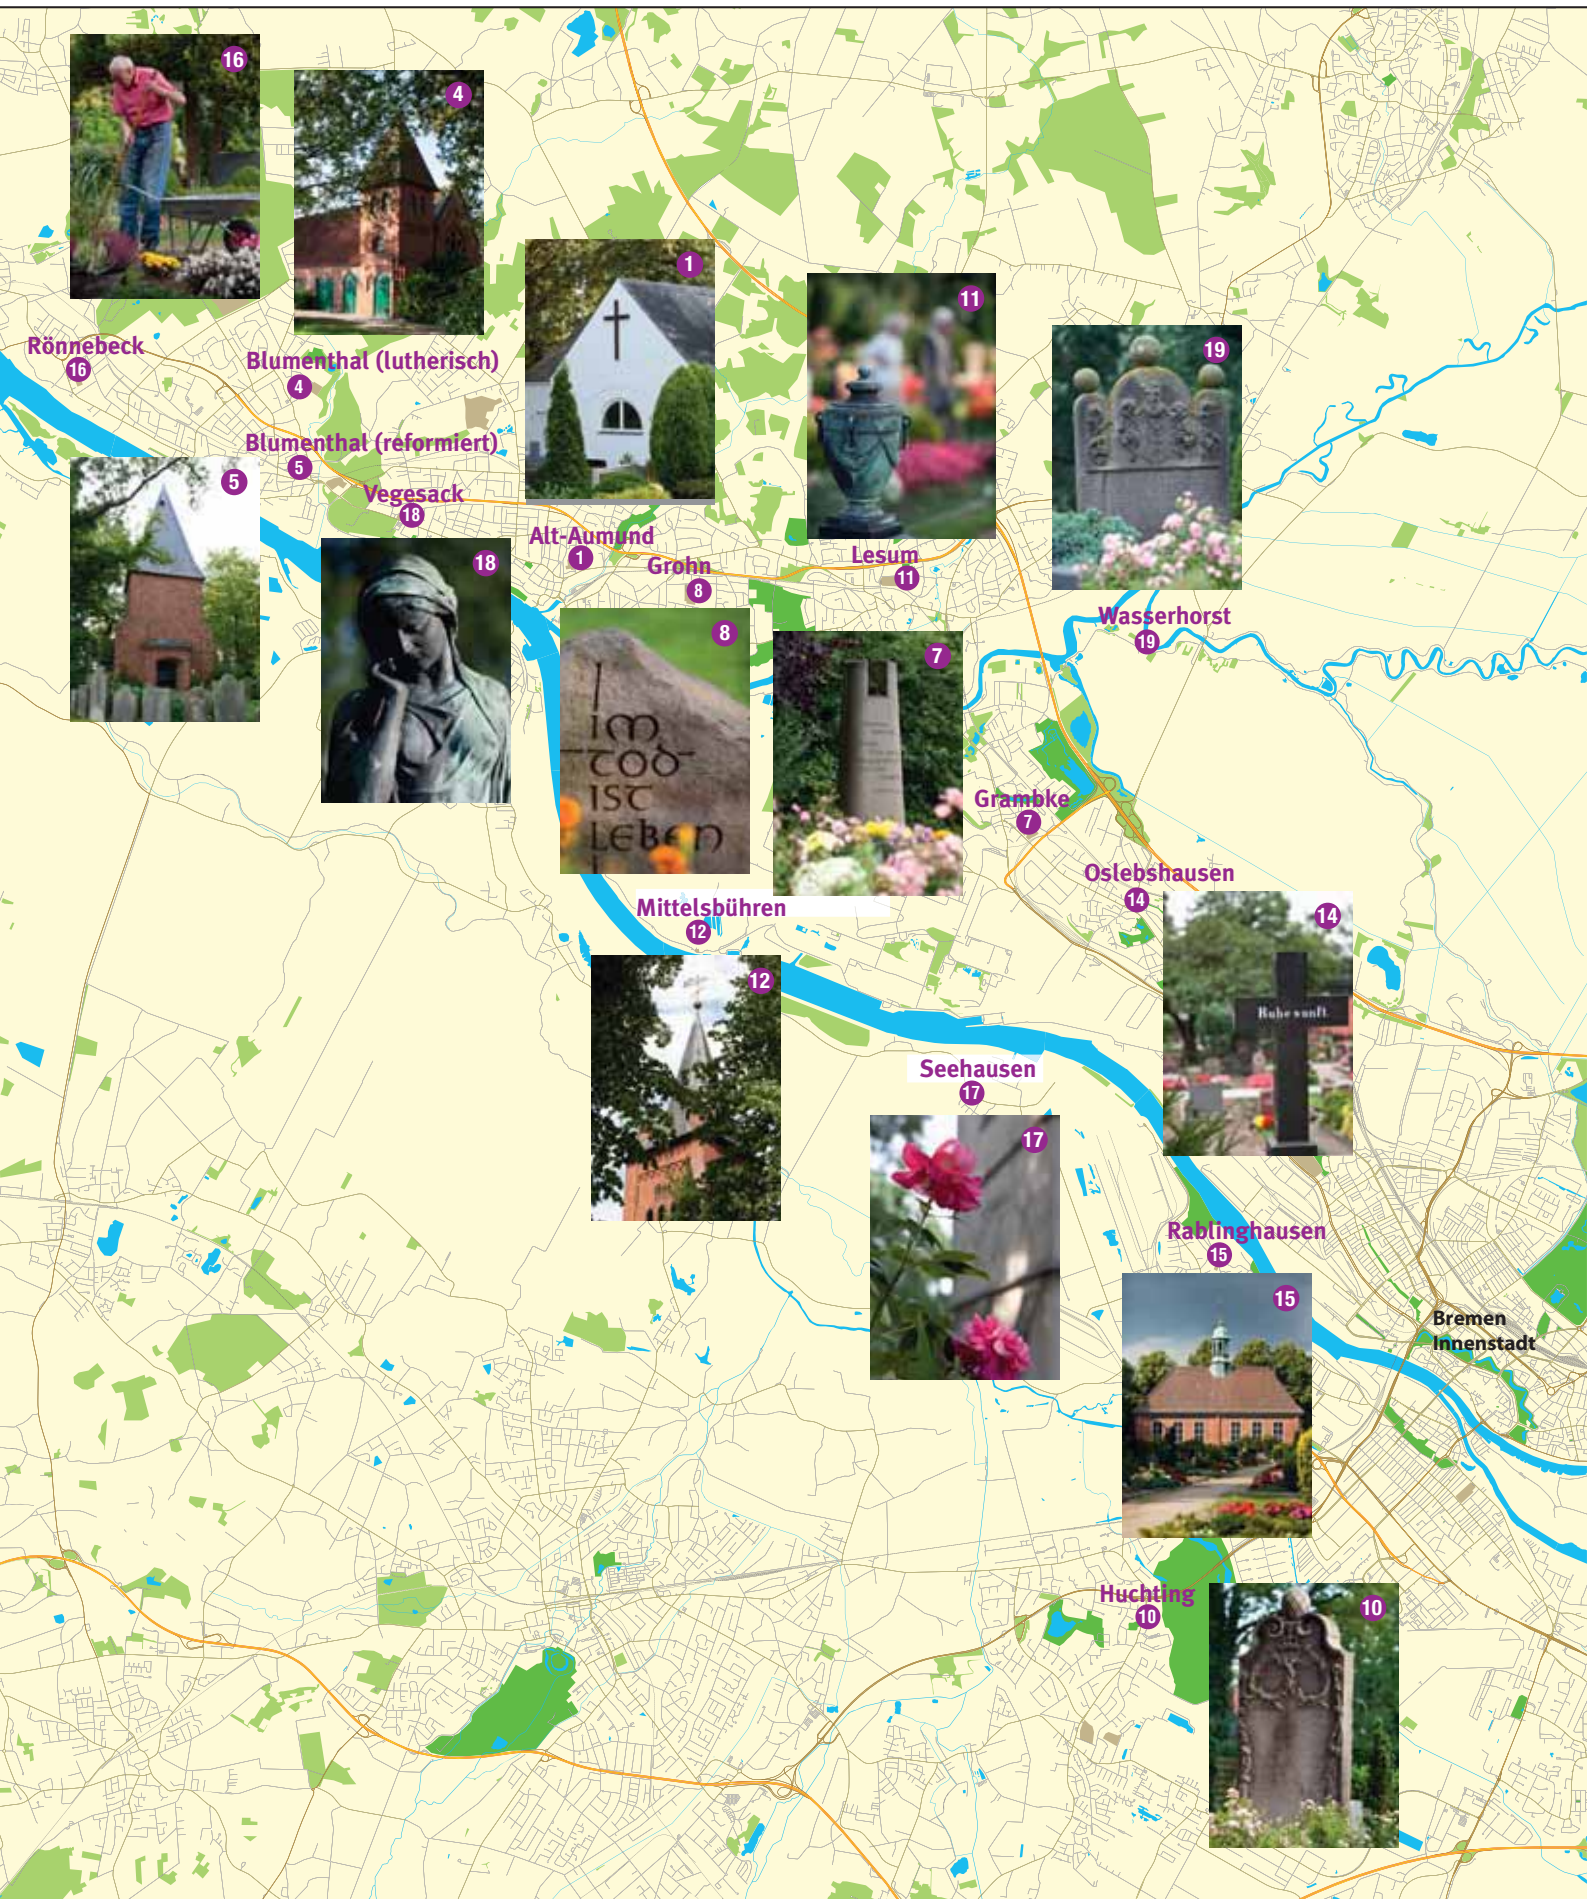 16
4
1
11
19
Rönnebeck
16
Blumenthal (lutherisch)
4
Blumenthal (reformiert)
5
5
Vegesack
18
Alt-Aumund
1
Grohn
8
Lesum
11
18
8
IM
TOD
IST
LEBEN
7
Wasserhorst
19
Grambke
7
Oslebshausen
14
14
Ruhe sanft
Mittelsbühren
12
12
Seehausen
17
17
Rablinghausen
15
15
Bremen
Innenstadt
Huchting
10
10